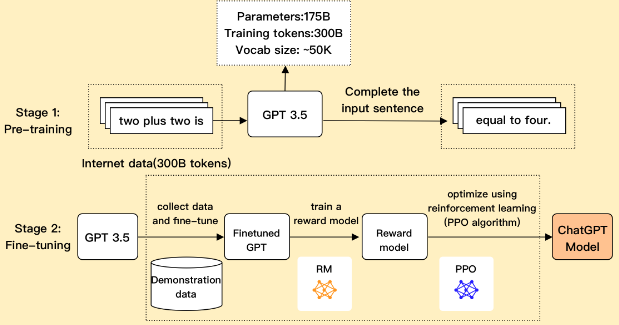 Parameters:175B
Training tokens:300B
Vocab size: ~50K
Stage 1:
Pre-training
two plus two is
GPT 3.5
Complete the
input sentence
equal to four.
Internet data(300B tokens)
Stage 2:
Fine-tuning
GPT 3.5
collect data
and fine-tune
Finetuned
GPT
train a
reward model
Reward
model
optimize using
reinforcement learning
(PPO algorithm)
ChatGPT
Model
Demonstration
data
RM
PPO